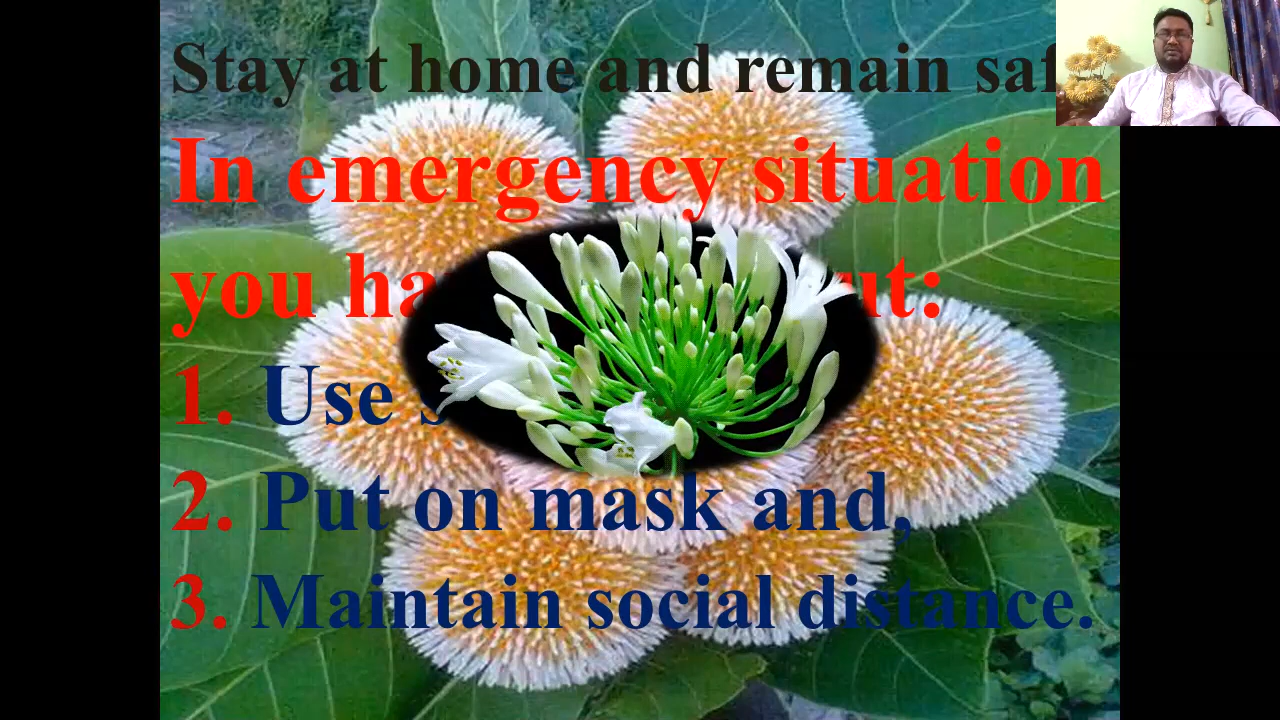 Stay at home and remain saf
In emergency situation
you ha ut:
1. Use s
2. Put on mask and,
3. Maintain social distance.